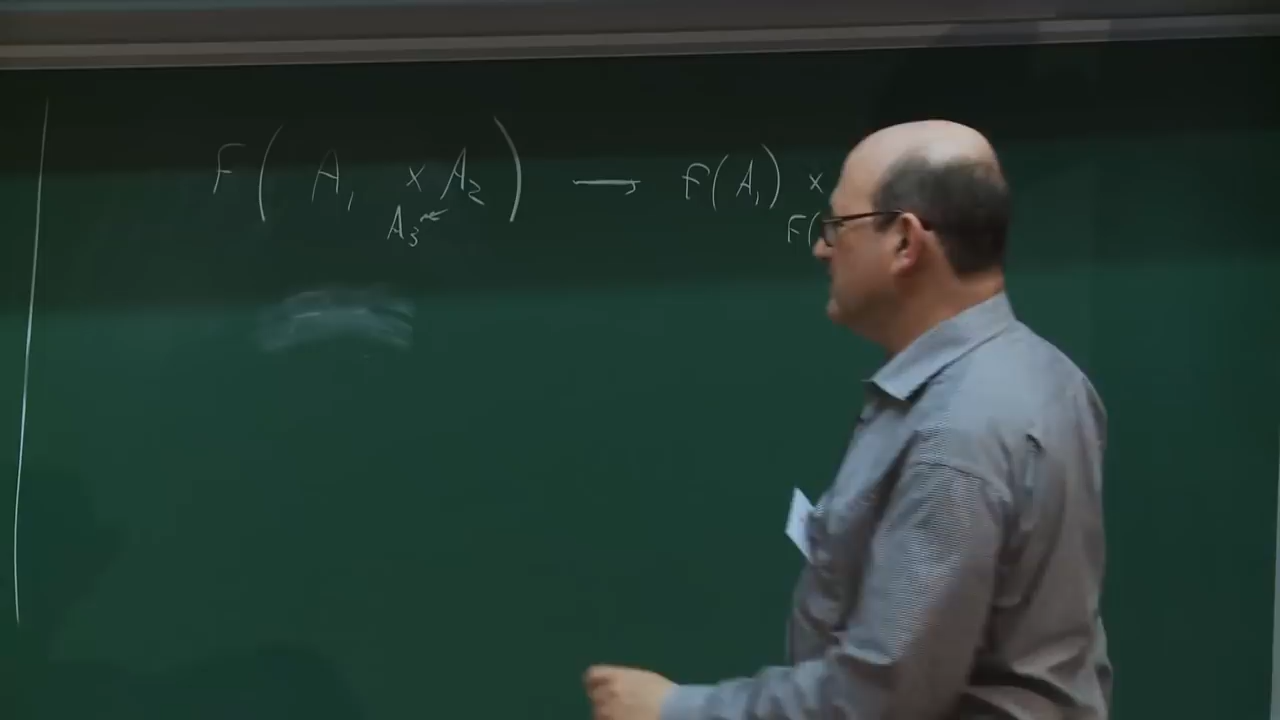 F( A₁ × A₂ ) → F(A₁) ×
A₃ F(